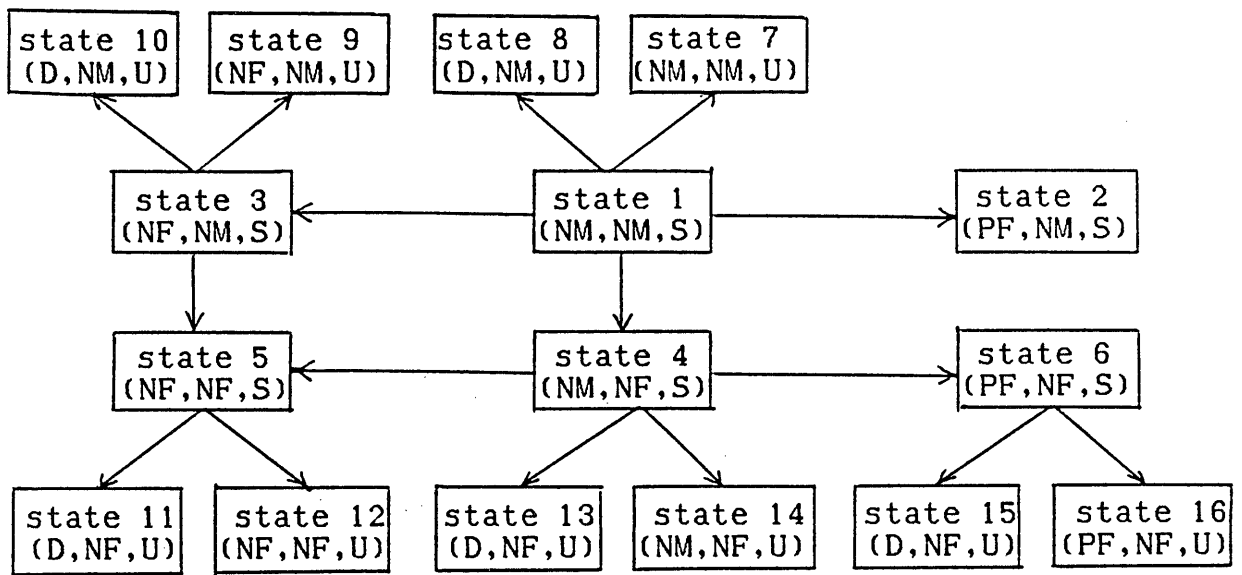 state 10
(D,NM,U)
state 9
(NF,NM,U)
state 8
(D,NM,U)
state 7
(NM,NM,U)
state 3
(NF,NM,S)
state 1
(NM,NM,S)
state 2
(PF,NM,S)
state 5
(NF,NF,S)
state 4
(NM,NF,S)
state 6
(PF,NF,S)
state 11
(D,NF,U)
state 12
(NF,NF,U)
state 13
(D,NF,U)
state 14
(NM,NF,U)
state 15
(D,NF,U)
state 16
(PF,NF,U)